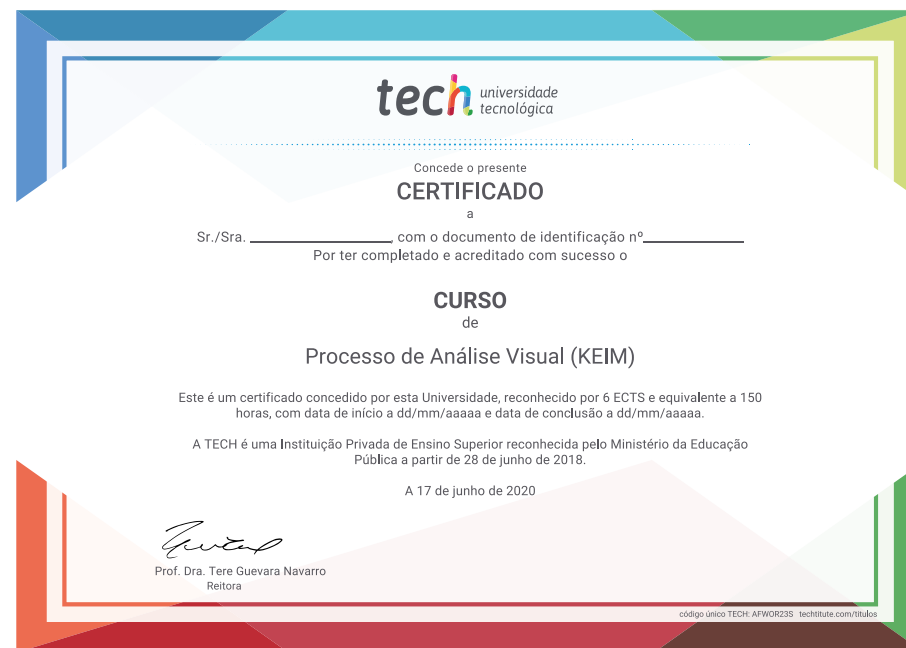 tech universidade
tecnológica
Concede o presente
CERTIFICADO
a
Sr./Sra. ____________________, com o documento de identificação nº______________
Por ter completado e acreditado com sucesso o
CURSO
de
Processo de Análise Visual (KEIM)
Este é um certificado concedido por esta Universidade, reconhecido por 6 ECTS e equivalente a 150
horas, com data de início a dd/mm/aaaaa e data de conclusão a dd/mm/aaaaa.
A TECH é uma Instituição Privada de Ensino Superior reconhecida pelo Ministério da Educação
Pública a partir de 28 de junho de 2018.
A 17 de junho de 2020
Prof. Dra. Tere Guevara Navarro
Reitora
código único TECH: AFWOR23S techtitute.com/titulos